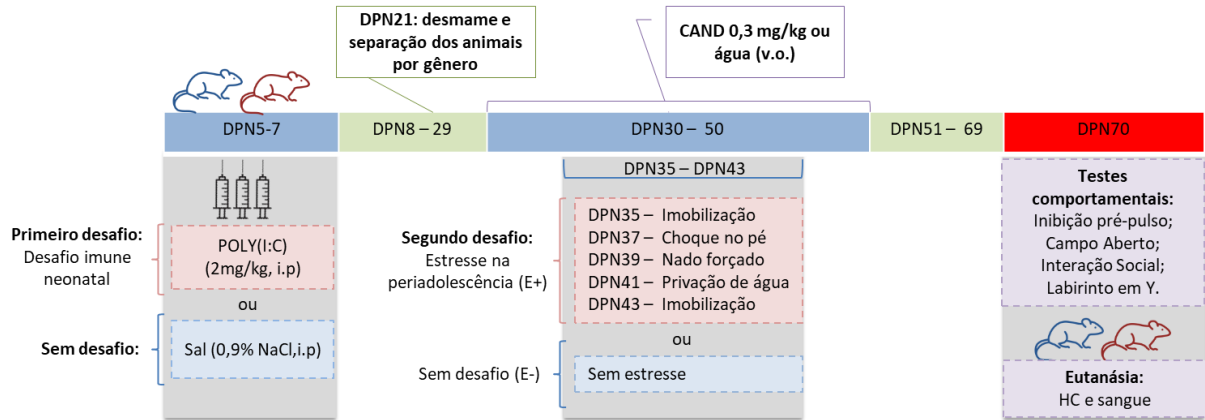 DPN21: desmame e
separação dos animais
por gênero
CAND 0,3 mg/kg ou
água (v.o.)
DPN5-7
DPN8 – 29
DPN30 - 50
DPN51 - 69
DPN70
Primeiro desafio:
Desafio imune
neonatal
POLY(I:C)
(2mg/kg, i.p)
ou
Sem desafio:
Sal (0,9% NaCl,i.p)
DPN35 – DPN43
Segundo desafio:
Estresse na
periadolescência (E+)
DPN35 – Imobilização
DPN37 – Choque no pé
DPN39 – Nado forçado
DPN41 – Privação de água
DPN43 – Imobilização
ou
Sem desafio (E-)
Sem estresse
Testes
comportamentais:
Inibição pré-pulso;
Campo Aberto;
Interação Social;
Labirinto em Y.
Eutanásia:
HC e sangue